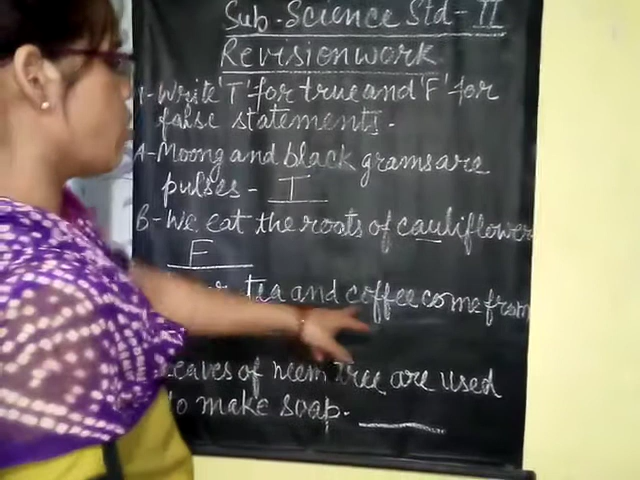 Sub-Science Std-II
Revision work
1-Write 'T' for true and 'F' for
false statements.-
A-Moong and black grams are
pulses- T
B-We eat the roots of cauliflower
F
tea and coffee come from
leaves of neem tree are used
to make soap.